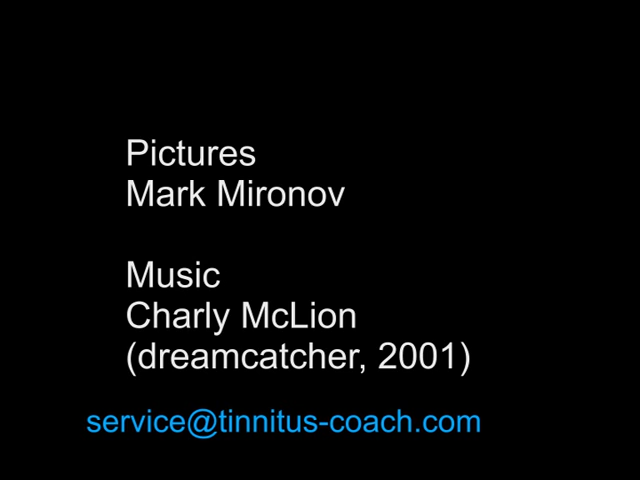 Pictures
Mark Mironov
Music
Charly McLion
(dreamcatcher, 2001)
service@tinnitus-coach.com